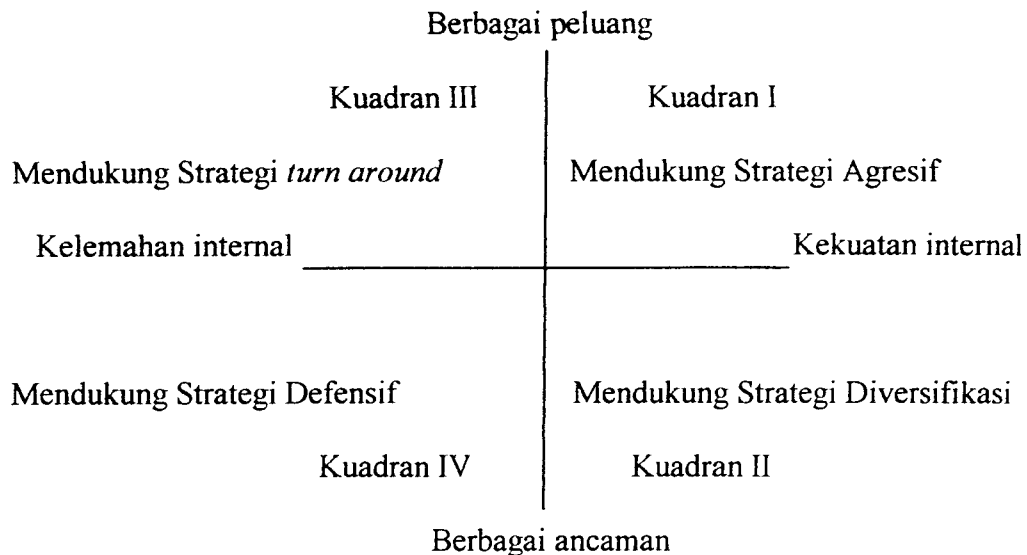 Berbagai peluang
Kuadran III Kuadran I
Mendukung Strategi turn around Mendukung Strategi Agresif
Kelemahan internal Kekuatan internal
Mendukung Strategi Defensif Mendukung Strategi Diversifikasi
Kuadran IV Kuadran II
Berbagai ancaman